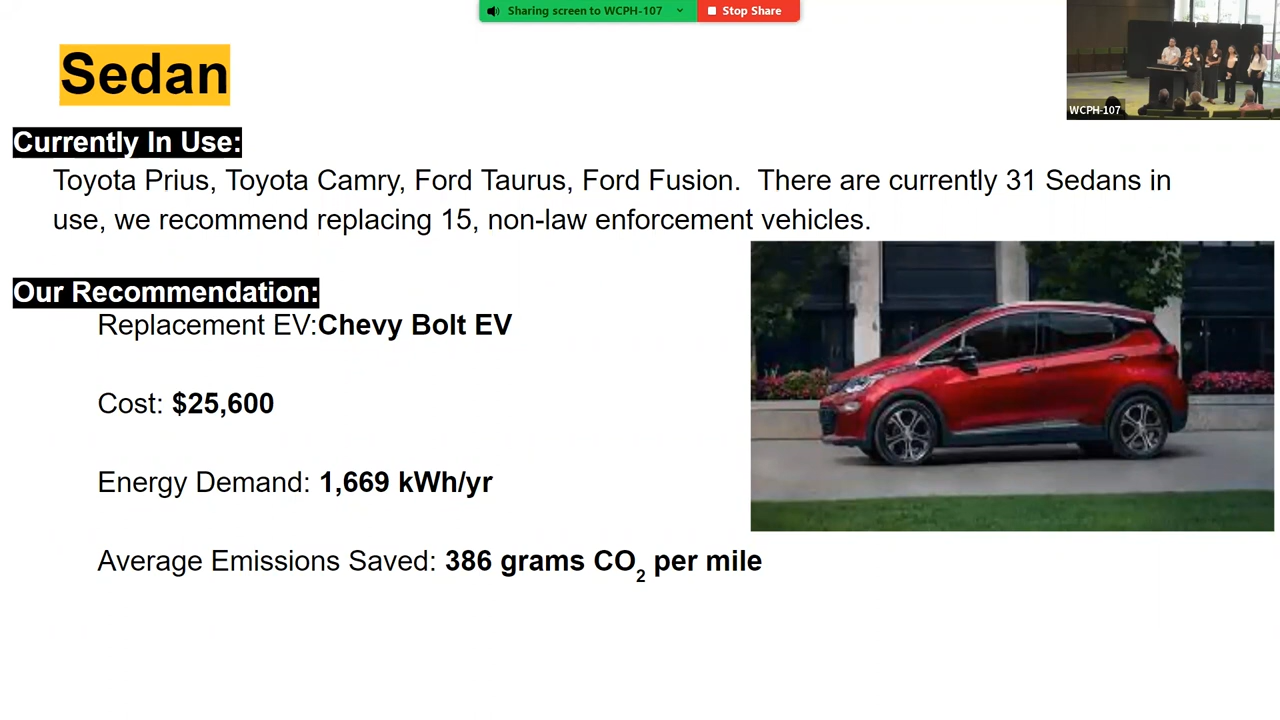 Sharing screen to WCPH-107
Stop Share
Sedan
WCPH-107
Currently In Use:
Toyota Prius, Toyota Camry, Ford Taurus, Ford Fusion.  There are currently 31 Sedans in
use, we recommend replacing 15, non-law enforcement vehicles.
Our Recommendation:
Replacement EV:Chevy Bolt EV
Cost: $25,600
Energy Demand: 1,669 kWh/yr
Average Emissions Saved: 386 grams CO₂ per mile